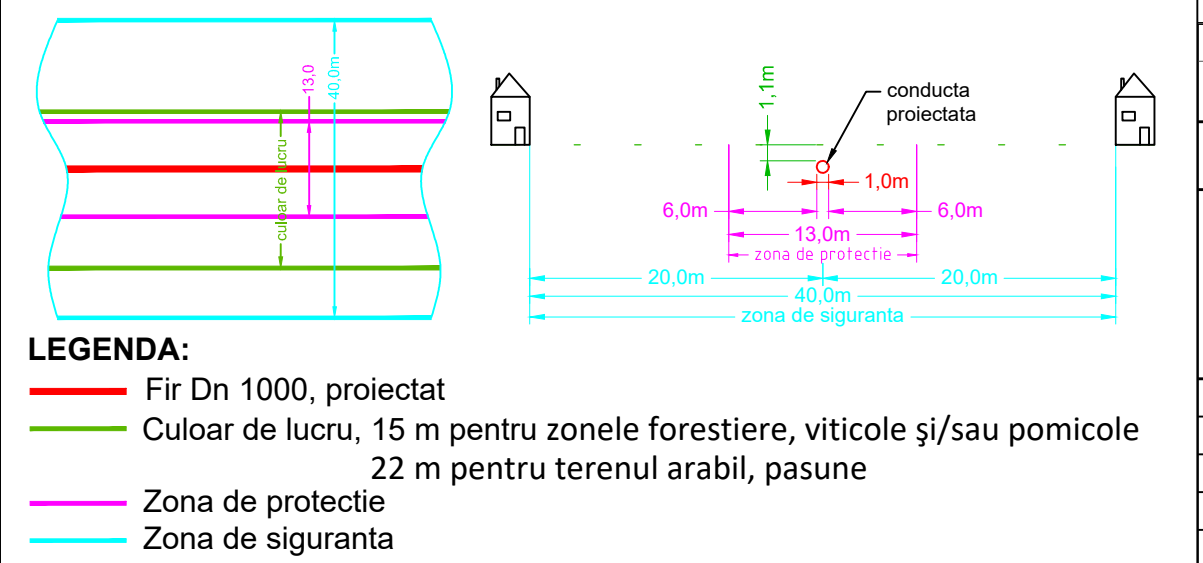 13,0
40,0m
culoar de lucru
1,1m
conducta
proiectata
1,0m
6,0m
6,0m
13,0m
zona de protectie
20,0m
20,0m
40,0m
zona de siguranta
LEGENDA:
Fir Dn 1000, proiectat
Culoar de lucru, 15 m pentru zonele forestiere, viticole şi/sau pomicole
22 m pentru terenul arabil, pasune
Zona de protectie
Zona de siguranta